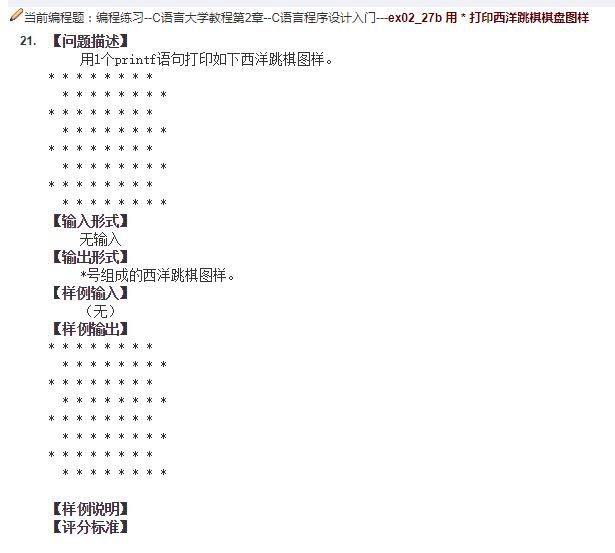 当前编程题：编程练习--C语言大学教程第2章--C语言程序设计入门---ex02_27b 用 * 打印西洋跳棋棋盘图样
21. 【问题描述】
用1个printf语句打印如下西洋跳棋图样。
* * * * * * * *
  * * * * * * * *
* * * * * * * *
  * * * * * * * *
* * * * * * * *
  * * * * * * * *
* * * * * * * *
  * * * * * * * *
【输入形式】
无输入
【输出形式】
*号组成的西洋跳棋图样。
【样例输入】
（无）
【样例输出】
* * * * * * * *
  * * * * * * * *
* * * * * * * *
  * * * * * * * *
* * * * * * * *
  * * * * * * * *
* * * * * * * *
  * * * * * * * *
【样例说明】
【评分标准】